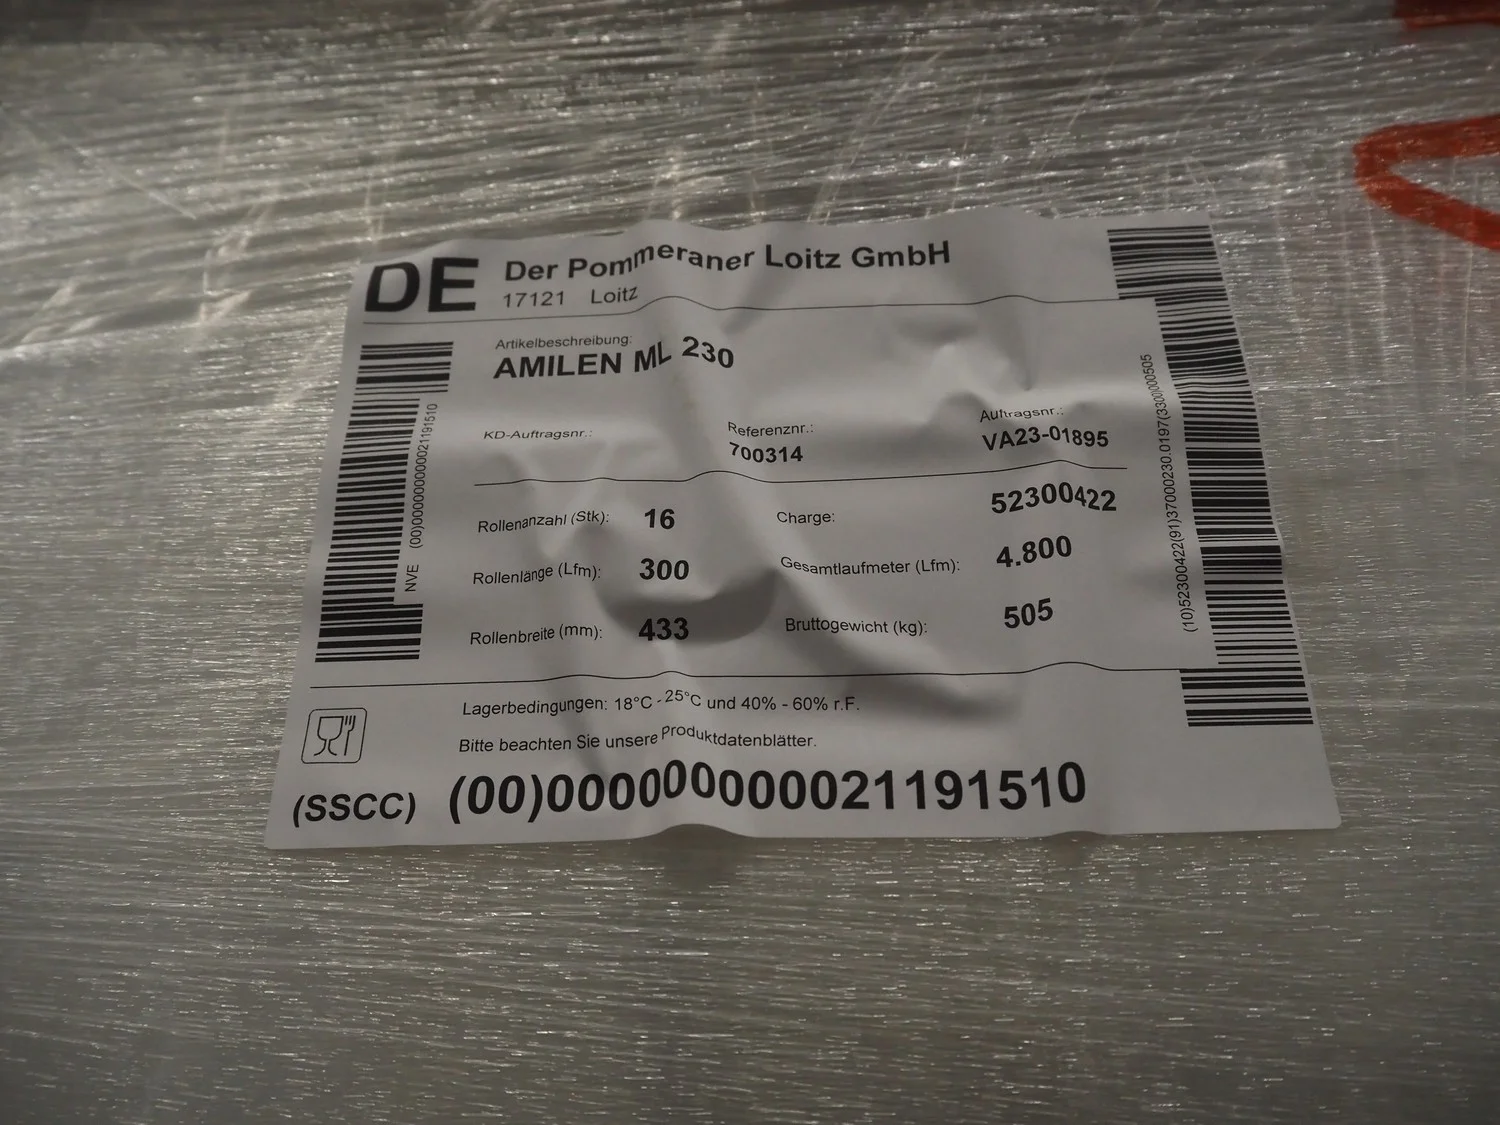 DE Der Pommeraner Loitz GmbH
17121 Loitz
Artikelbeschreibung:
AMILEN ML 230
KD-Auftragsnr.:
Referenznr.:
700314
Auftragsnr.:
VA23-01895
Rollenanzahl (Stk): 16
Charge: 52300422
Rollenlänge (Lfm): 300
Gesamtlaufmeter (Lfm): 4.800
Rollenbreite (mm): 433
Bruttogewicht (kg): 505
NVE (00)000000000021191510
(10)52300422(91)37000230.0197(3300)000505
Lagerbedingungen: 18°C - 25°C und 40% - 60% r.F.
Bitte beachten Sie unsere Produktdatenblätter.
(SSCC) (00)000000000021191510